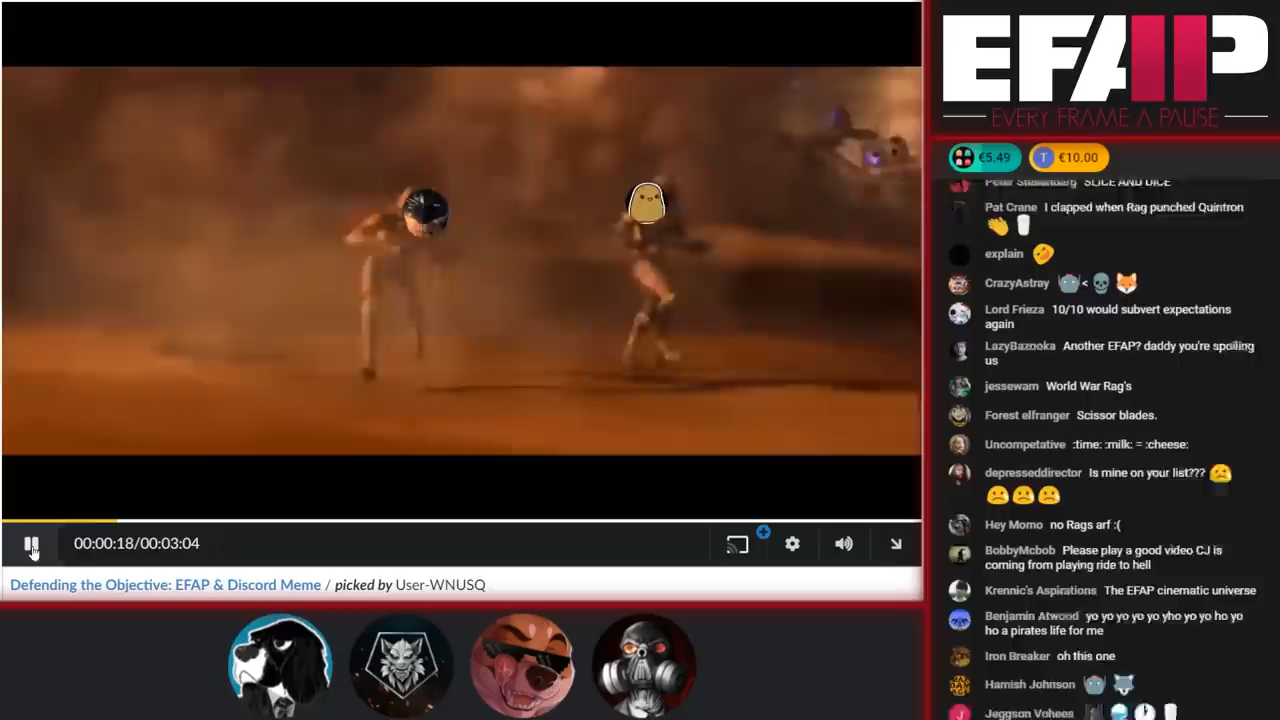 EFAP
EVERY FRAME A PAUSE
€5.49
T €10.00
Pat Crane I clapped when Rag punched Quintron
explain
CrazyAstray <
Lord Frieza 10/10 would subvert expectations
again
LazyBazooka Another EFAP? daddy you're spoiling
us
jessewam World War Rag's
Forest elfranger Scissor blades.
Uncompetative :time: :milk: = :cheese:
depresseddirector Is mine on your list???
Hey Momo no Rags arf :(
BobbyMcbob Please play a good video CJ is
coming from playing ride to hell
Krennic's Aspirations The EFAP cinematic universe
Benjamin Atwood yo yo yo yo yo yho yo yo ho yo
ho a pirates life for me
Iron Breaker oh this one
Hamish Johnson
J Jeggson Vohees
00:00:18/00:03:04
Defending the Objective: EFAP & Discord Meme / picked by User-WNUSQ